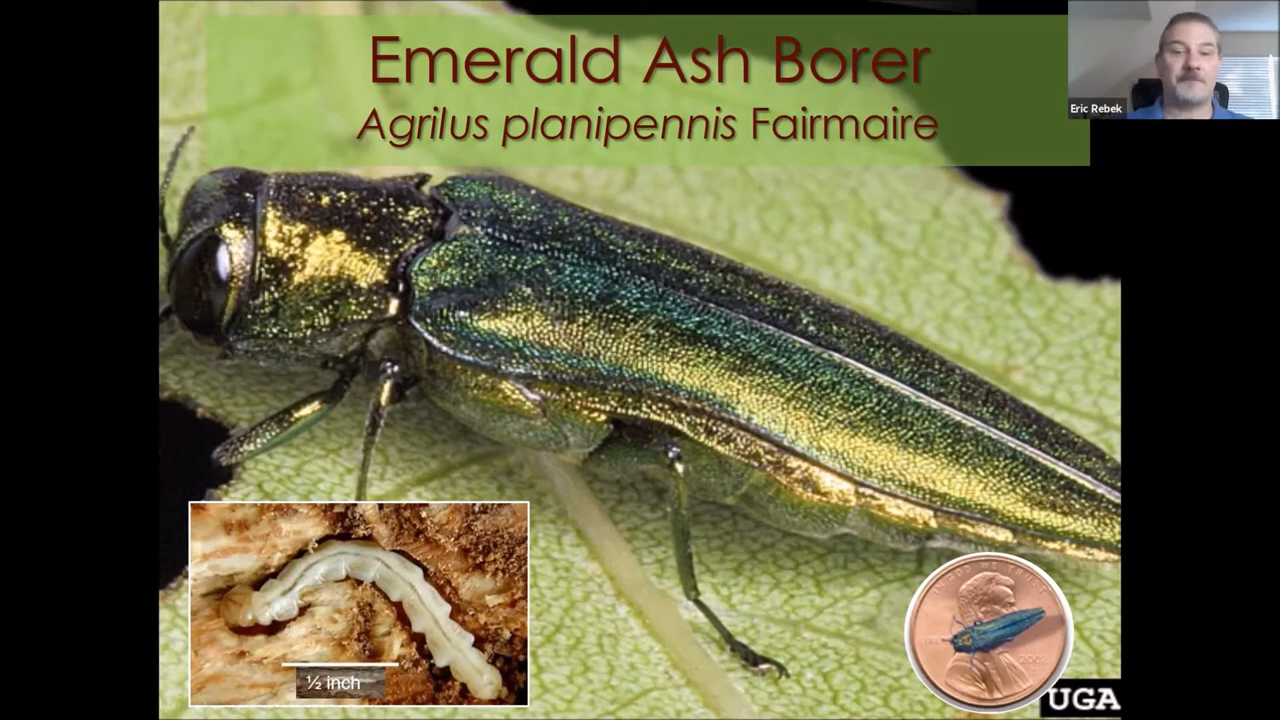 Emerald Ash Borer
Agrilus planipennis Fairmaire
Eric Rebek
½ inch
UGA